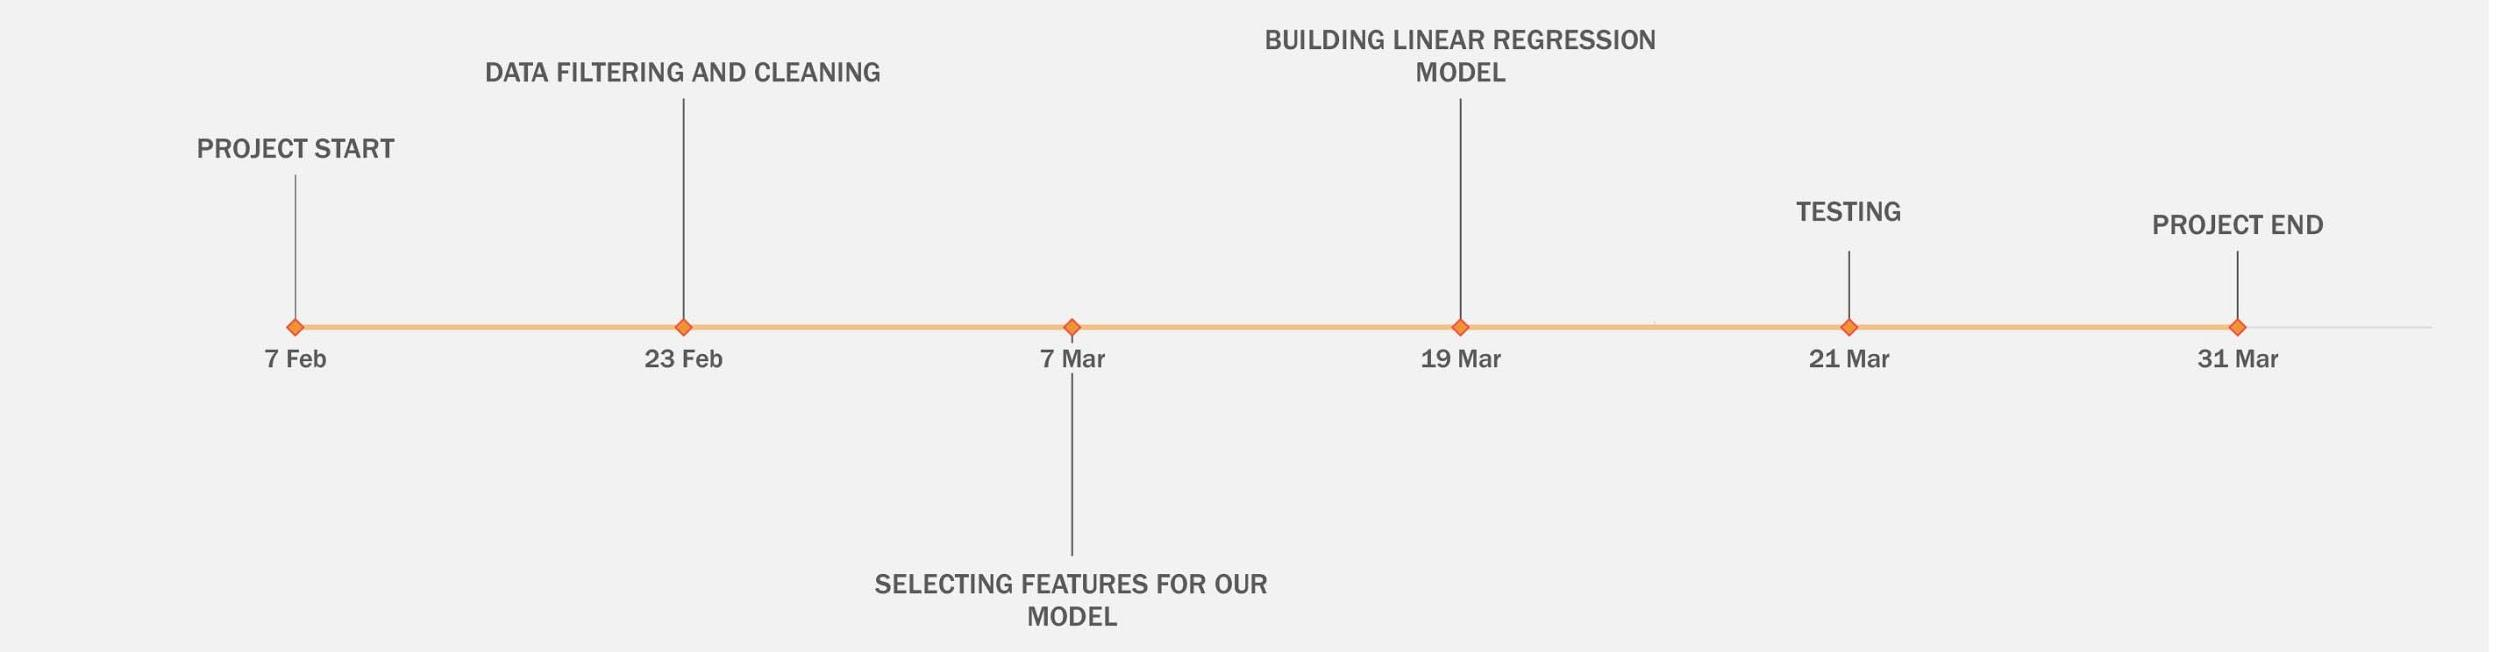 PROJECT START
7 Feb
DATA FILTERING AND CLEANING
23 Feb
7 Mar
SELECTING FEATURES FOR OUR
MODEL
BUILDING LINEAR REGRESSION
MODEL
19 Mar
TESTING
21 Mar
PROJECT END
31 Mar